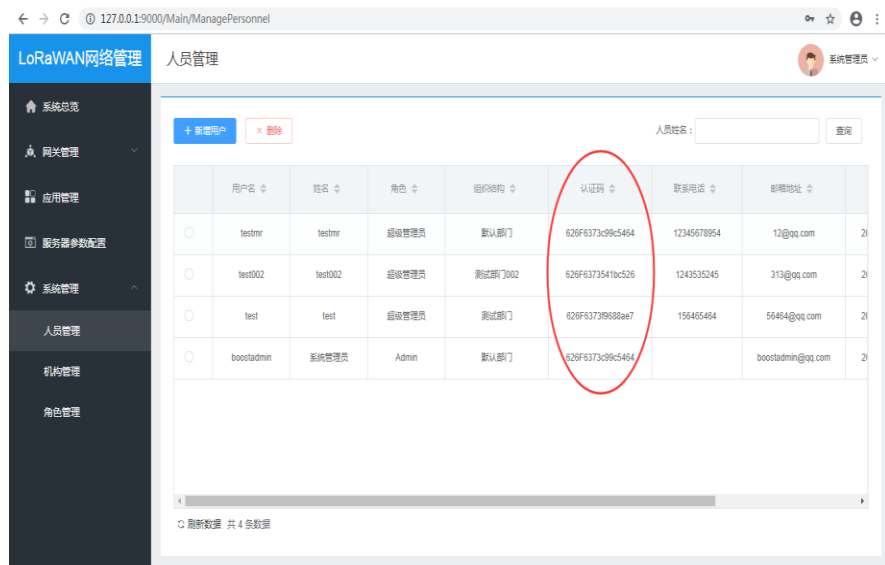 127.0.0.1:9000/Main/ManagePersonnel
LoRaWAN网络管理
人员管理
系统管理员
系统总览
网关管理
应用管理
服务器参数配置
系统管理
人员管理
机构管理
角色管理
+ 新增用户 × 删除 人员姓名： 查询
用户名 姓名 角色 组织结构 认证码 联系电话 邮箱地址
testmr testmr 超级管理员 默认部门 626F6373c99c5464 12345678954 12@qq.com 20
test002 test002 超级管理员 测试部门002 626F6373541bc526 1243535245 313@qq.com 20
test test 超级管理员 测试部门 626F6373f9688ae7 156465464 56464@qq.com 20
boostadmin 系统管理员 Admin 默认部门 626F6373c99c5464 boostadmin@qq.com 20
刷新数据 共 4 条数据